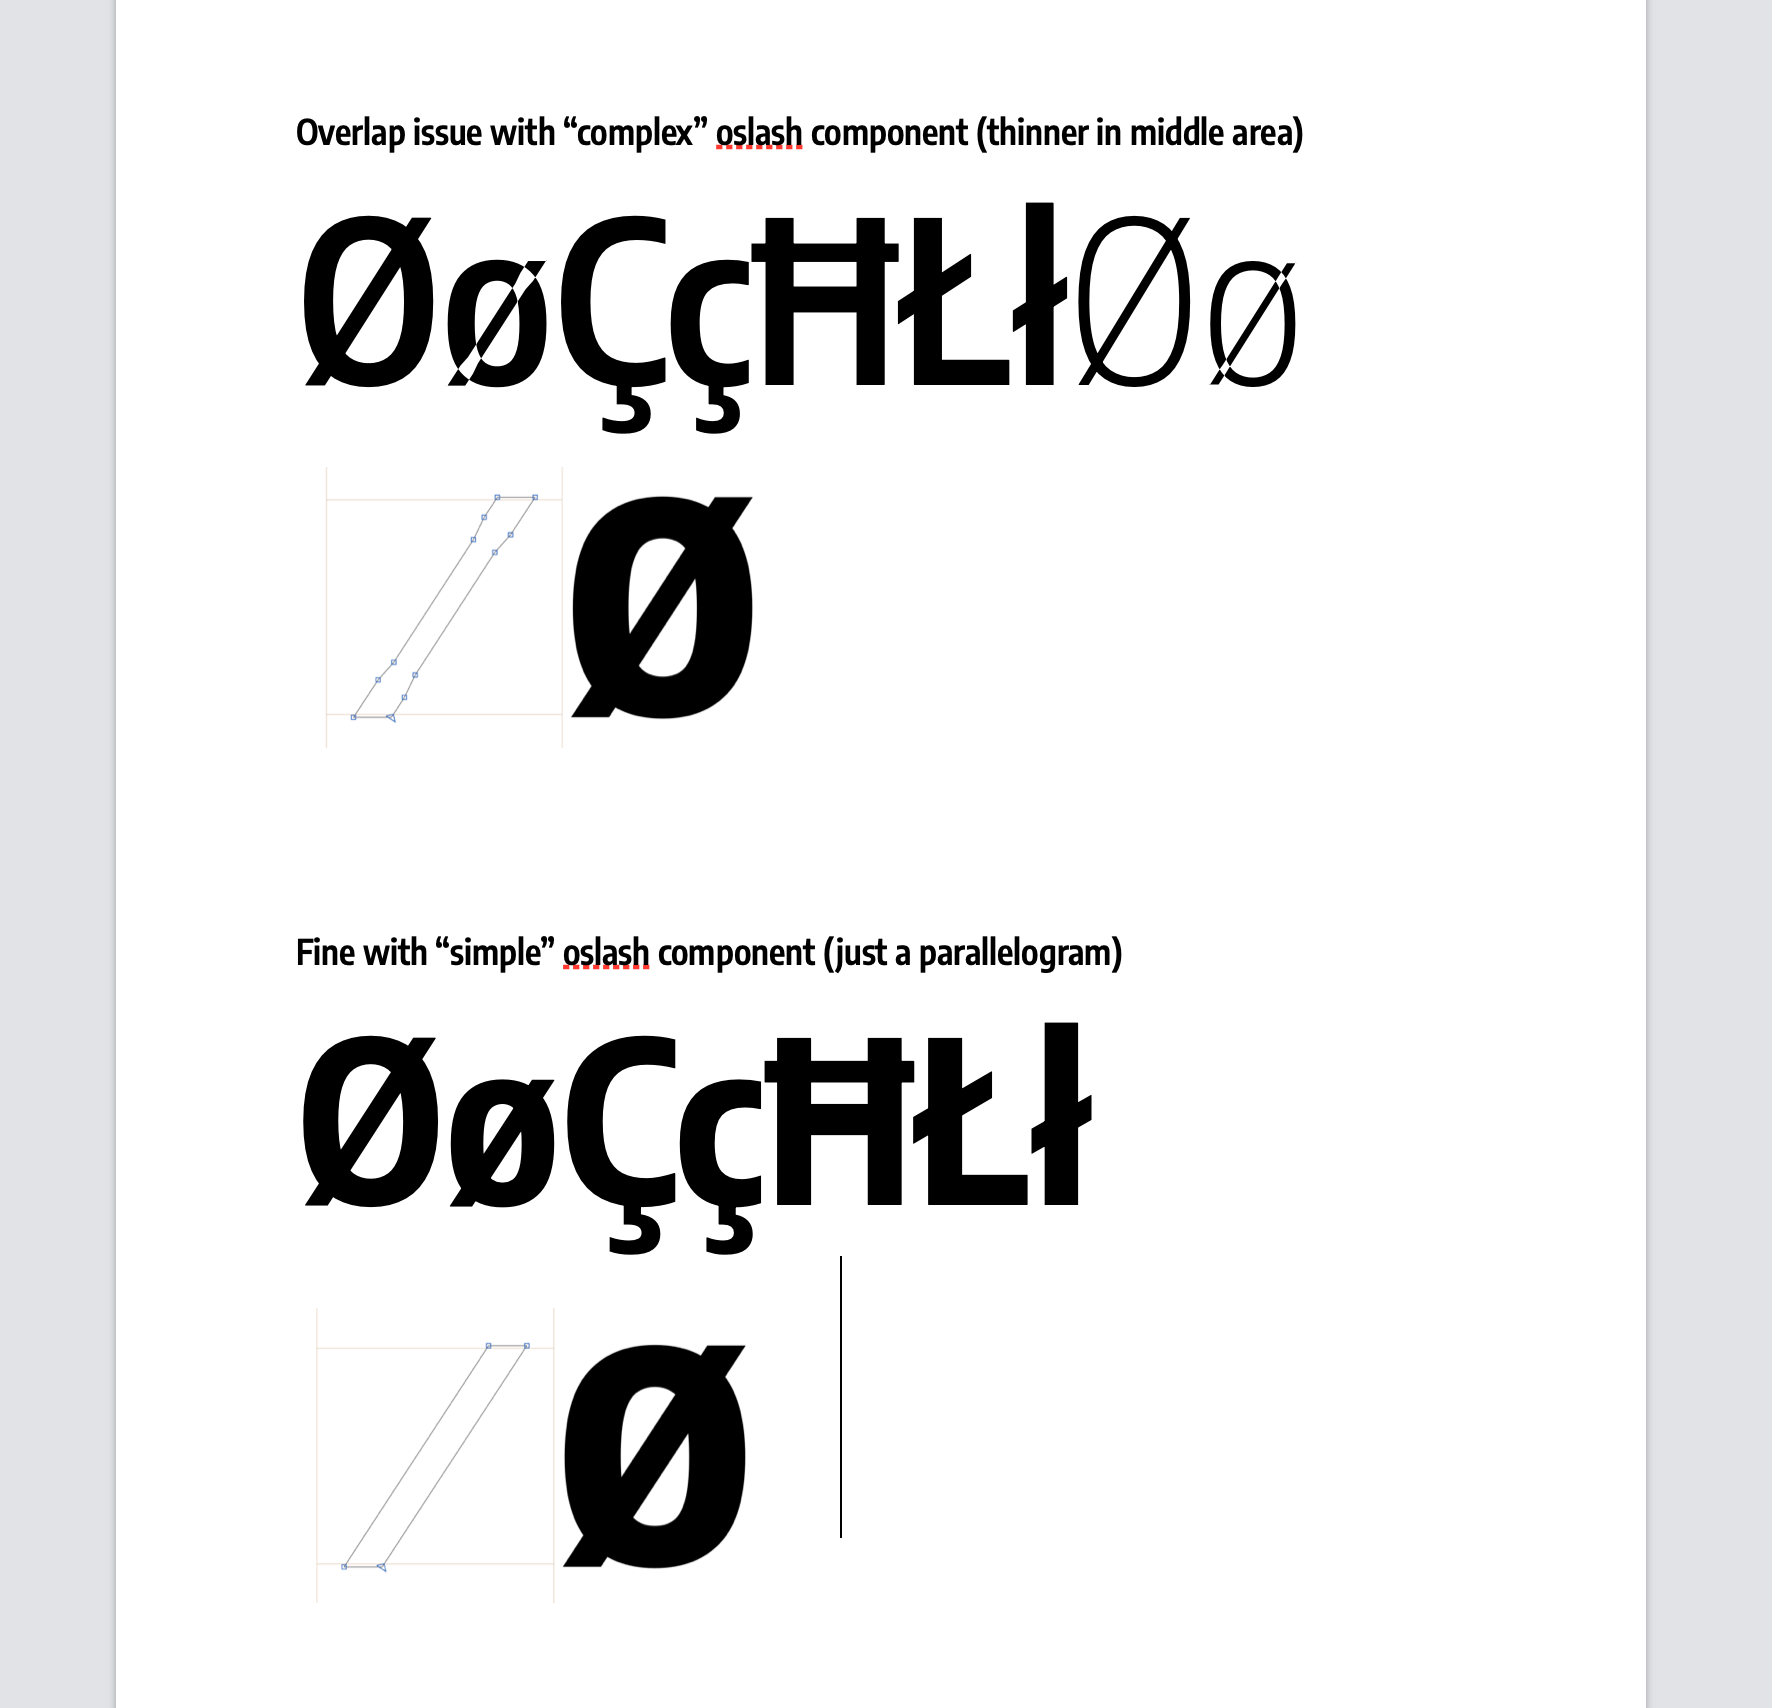 Overlap issue with “complex” oslash component (thinner in middle area)
ØøÇçĦŁłØø
Ø
Fine with “simple” oslash component (just a parallelogram)
ØøÇçĦŁł
Ø